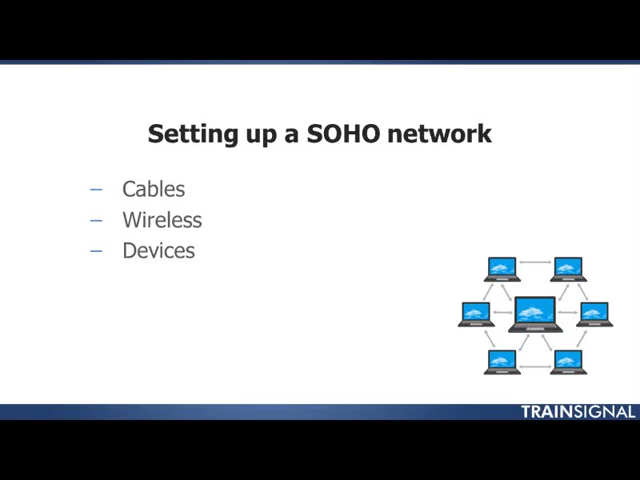 Setting up a SOHO network
– Cables
– Wireless
– Devices
TRAINSIGNAL